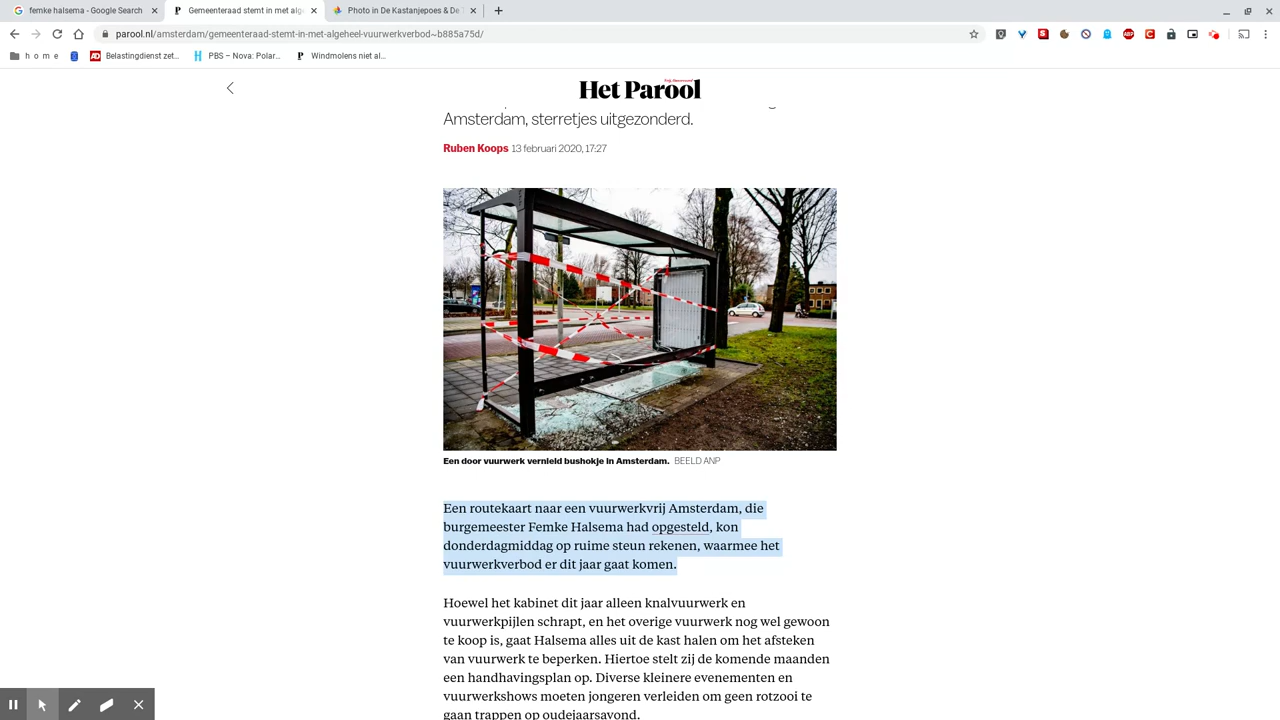 femke halsema - Google Search
Gemeenteraad stemt in met alge
Photo in De Kastanjepoes & De T
parool.nl/amsterdam/gemeenteraad-stemt-in-met-algeheel-vuurwerkverbod~b885a75d/
h o m e
Belastingdienst zet...
PBS – Nova: Polar...
Windmolens niet al...
Het Parool
Amsterdam, sterretjes uitgezonderd.
Ruben Koops 13 februari 2020, 17:27
Een door vuurwerk vernield bushokje in Amsterdam. BEELD ANP
Een routekaart naar een vuurwerkvrij Amsterdam, die
burgemeester Femke Halsema had opgesteld, kon
donderdagmiddag op ruime steun rekenen, waarmee het
vuurwerkverbod er dit jaar gaat komen.
Hoewel het kabinet dit jaar alleen knalvuurwerk en
vuurwerkpijlen schrapt, en het overige vuurwerk nog wel gewoon
te koop is, gaat Halsema alles uit de kast halen om het afsteken
van vuurwerk te beperken. Hiertoe stelt zij de komende maanden
een handhavingsplan op. Diverse kleinere evenementen en
vuurwerkshows moeten jongeren verleiden om geen rotzooi te
gaan trappen op oudejaarsavond.